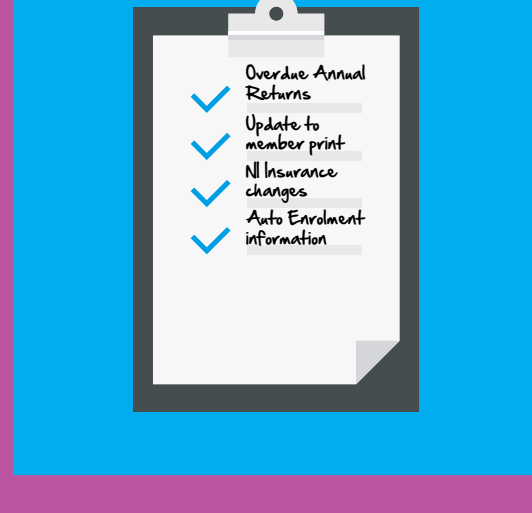 Overdue Annual
Returns
Update to
member print
NI Insurance
changes
Auto Enrolment
information